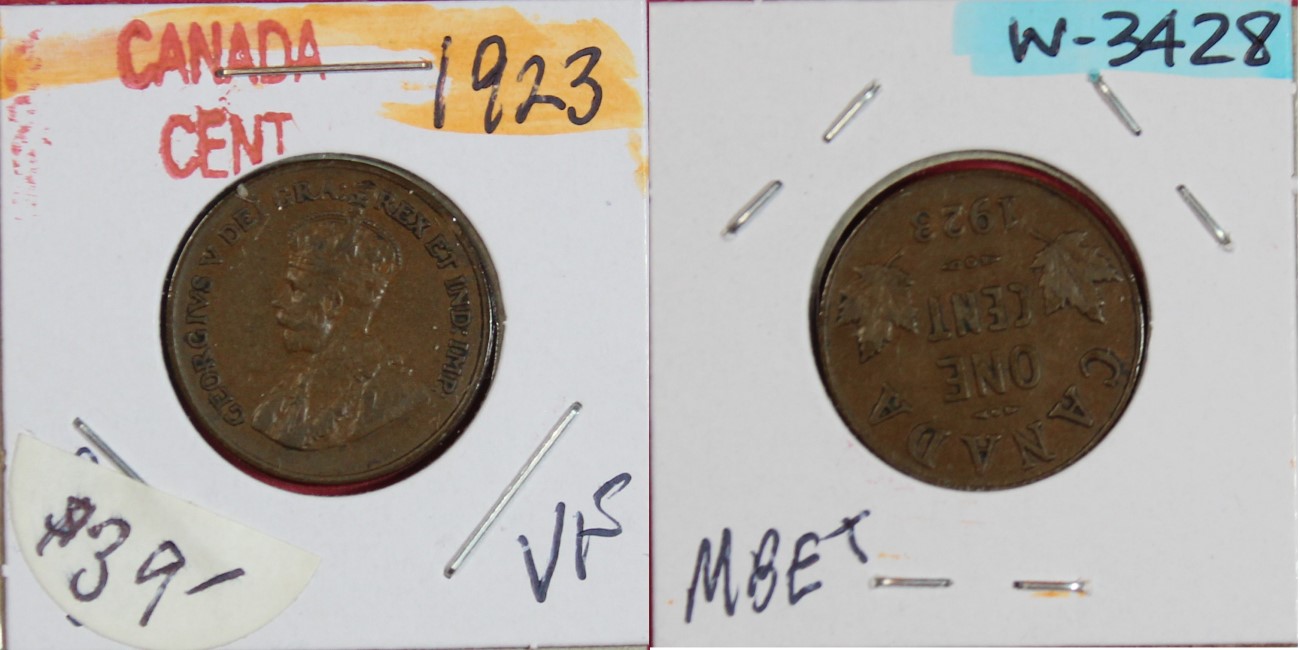 CANADA
CENT
1923
GEORGIVS V DEI GRA: REX ET IND: IMP:
$39-
VF
W-3428
1923
CANADA
ONE
CENT
MBET